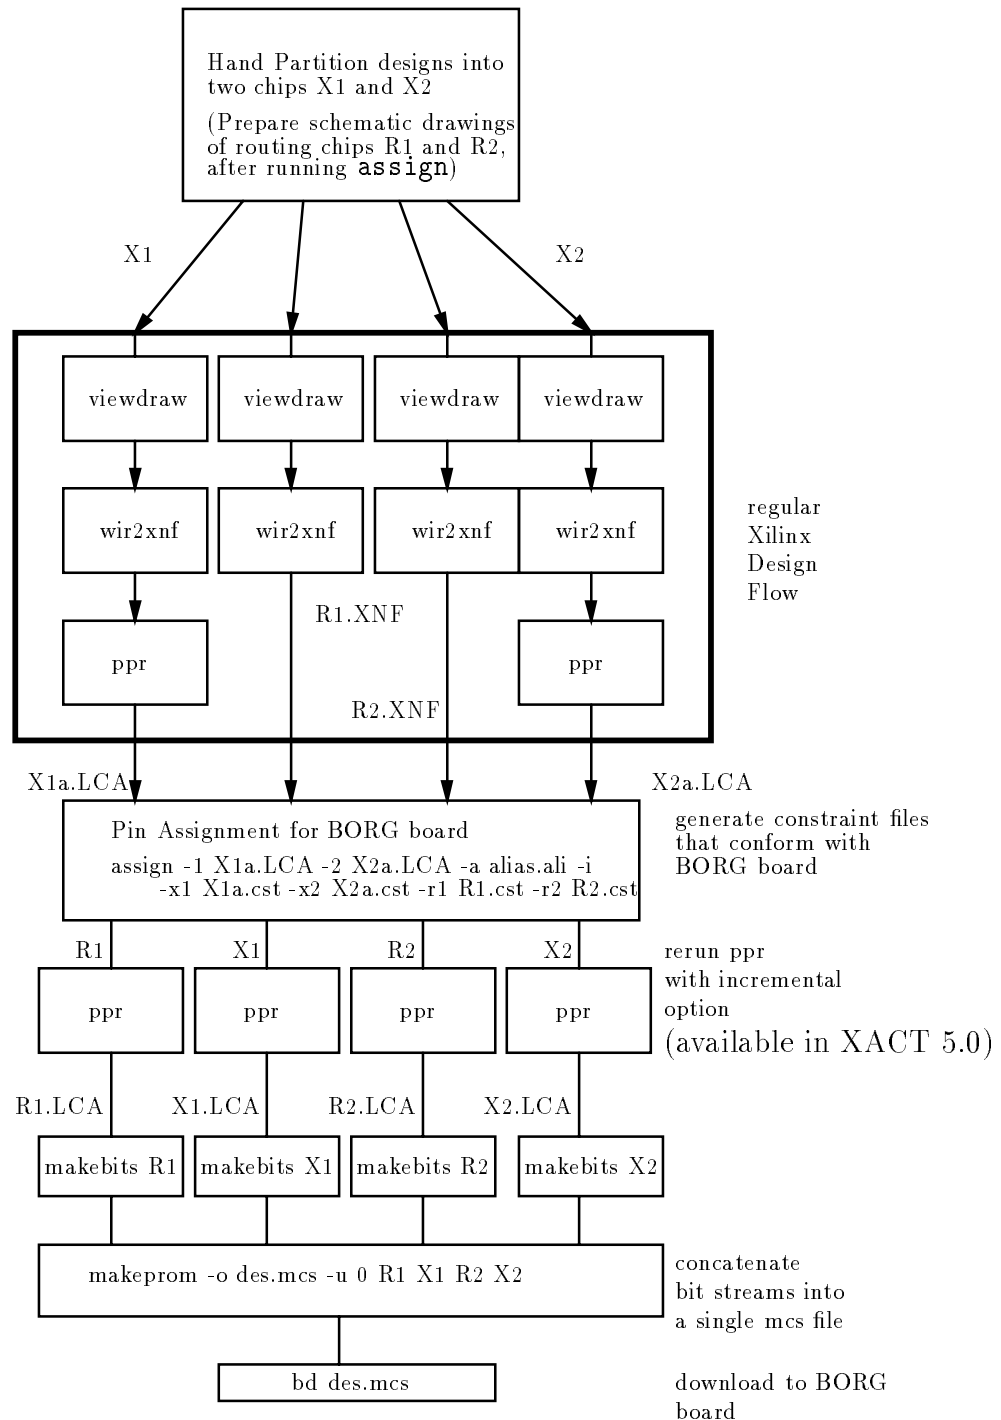 Hand Partition designs into
two chips X1 and X2
(Prepare schematic drawings
of routing chips R1 and R2,
after running assign)
X1
X2
viewdraw
viewdraw
viewdraw
viewdraw
wir2xnf
wir2xnf
wir2xnf
wir2xnf
regular
Xilinx
Design
Flow
R1.XNF
ppr
ppr
R2.XNF
X1a.LCA
X2a.LCA
Pin Assignment for BORG board
assign -1 X1a.LCA -2 X2a.LCA -a alias.ali -i
-x1 X1a.cst -x2 X2a.cst -r1 R1.cst -r2 R2.cst
generate constraint files
that conform with
BORG board
R1
X1
R2
X2
ppr
ppr
ppr
ppr
rerun ppr
with incremental
option
(available in XACT 5.0)
R1.LCA
X1.LCA
R2.LCA
X2.LCA
makebits R1
makebits X1
makebits R2
makebits X2
makeprom -o des.mcs -u 0 R1 X1 R2 X2
concatenate
bit streams into
a single mcs file
bd des.mcs
download to BORG
board